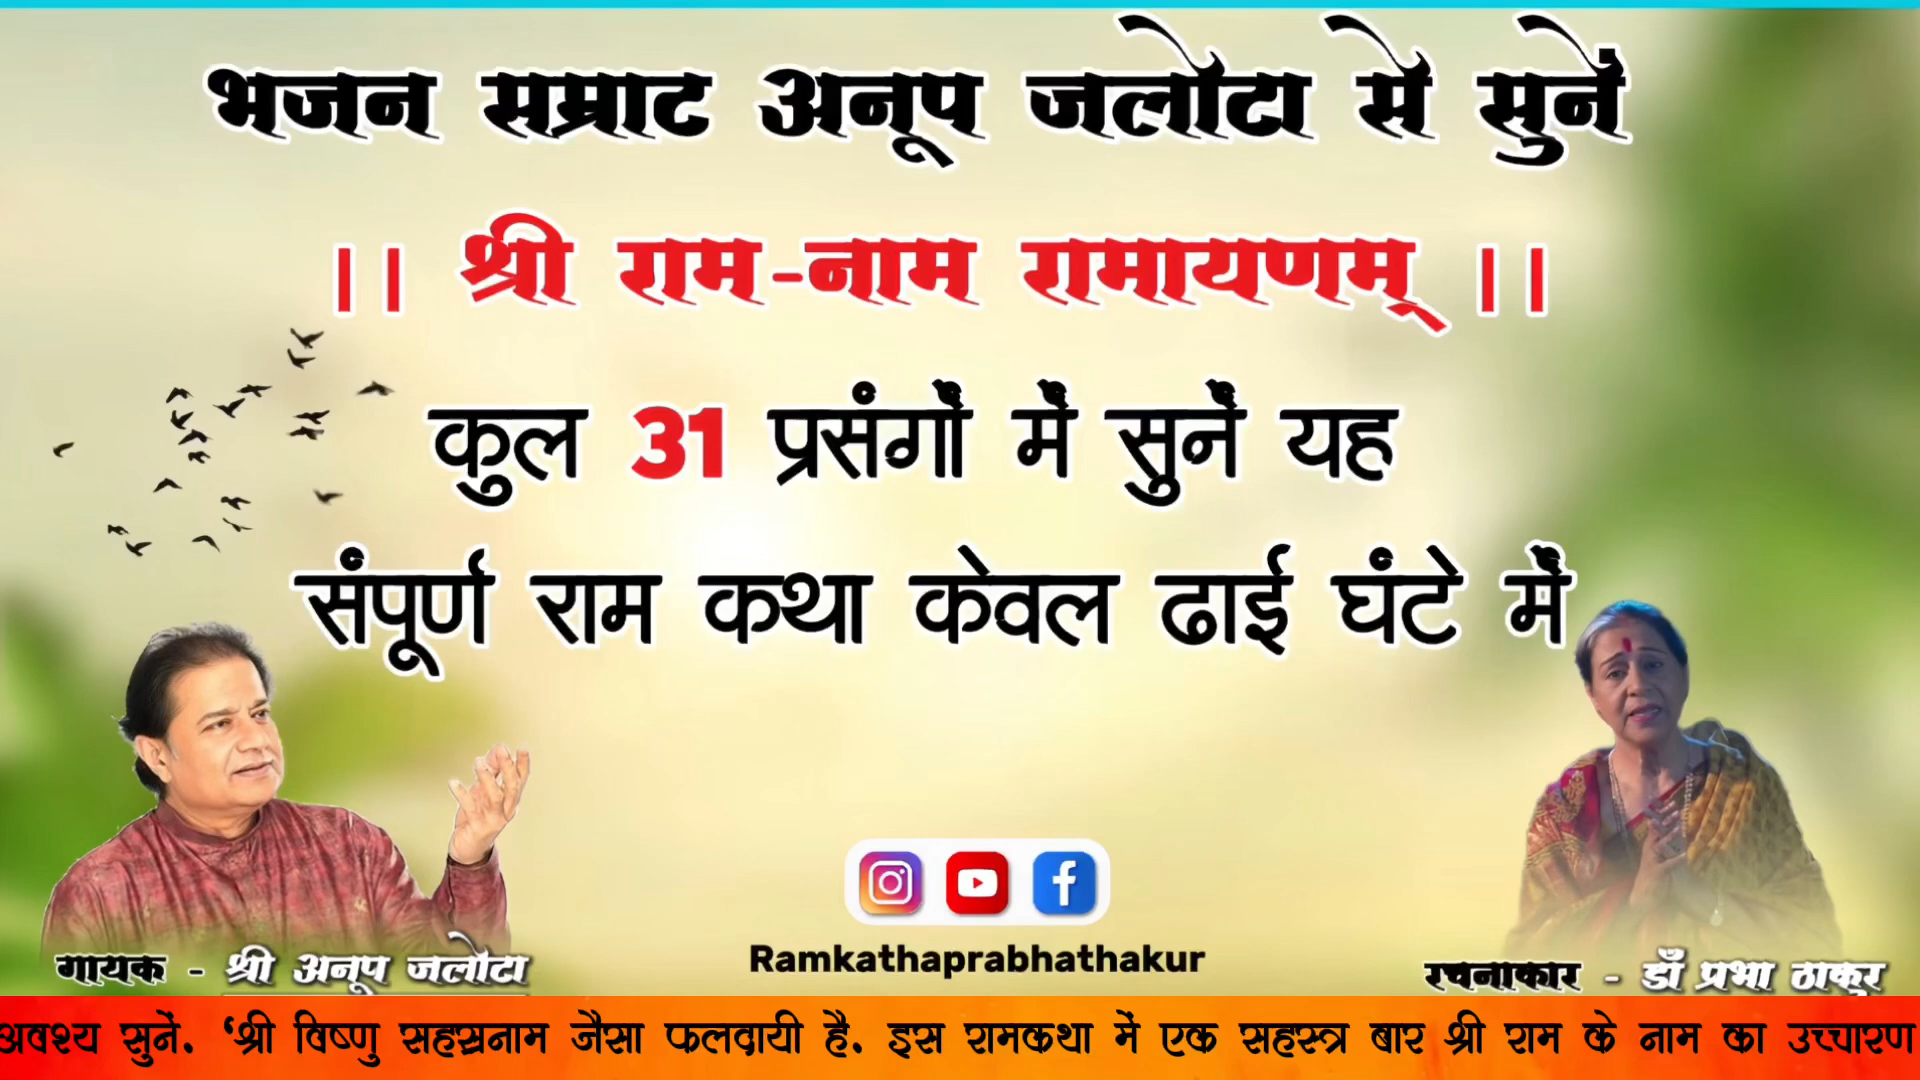 भजन सम्राट अनूप जलोटा से सुनें
।। श्री राम-नाम रामायणम् ।।
कुल 31 प्रसंगों में सुनें यह
संपूर्ण राम कथा केवल ढाई घंटे में
Ramkathaprabhathakur
गायक - श्री अनूप जलोटा
रचनाकार - डॉ प्रभा ठाकुर
अवश्य सुनें. ‘श्री विष्णु सहस्रनाम जैसा फलदायी है. इस रामकथा में एक सहस्त्र बार श्री राम के नाम का उच्चारण